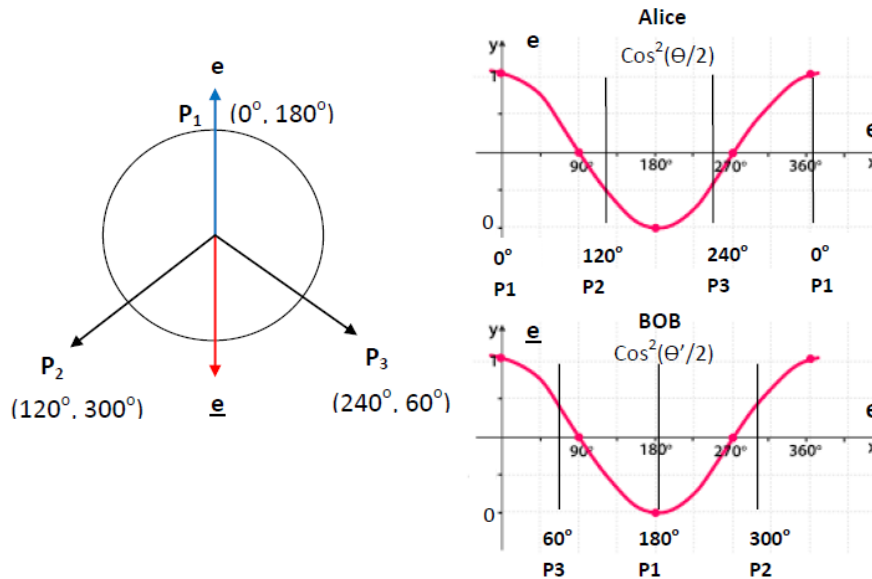 e
P₁ (0°, 180°)
P₂
(120°, 300°)
P₃
(240°, 60°)
e
Alice
y e
Cos²(Θ/2)
1
e
90° 180° 270° 360° x
0
0° 120° 240° 0°
P1 P2 P3 P1
BOB
y e
Cos²(Θ'/2)
1
e
90° 180° 270° 360° x
0
60° 180° 300°
P3 P1 P2